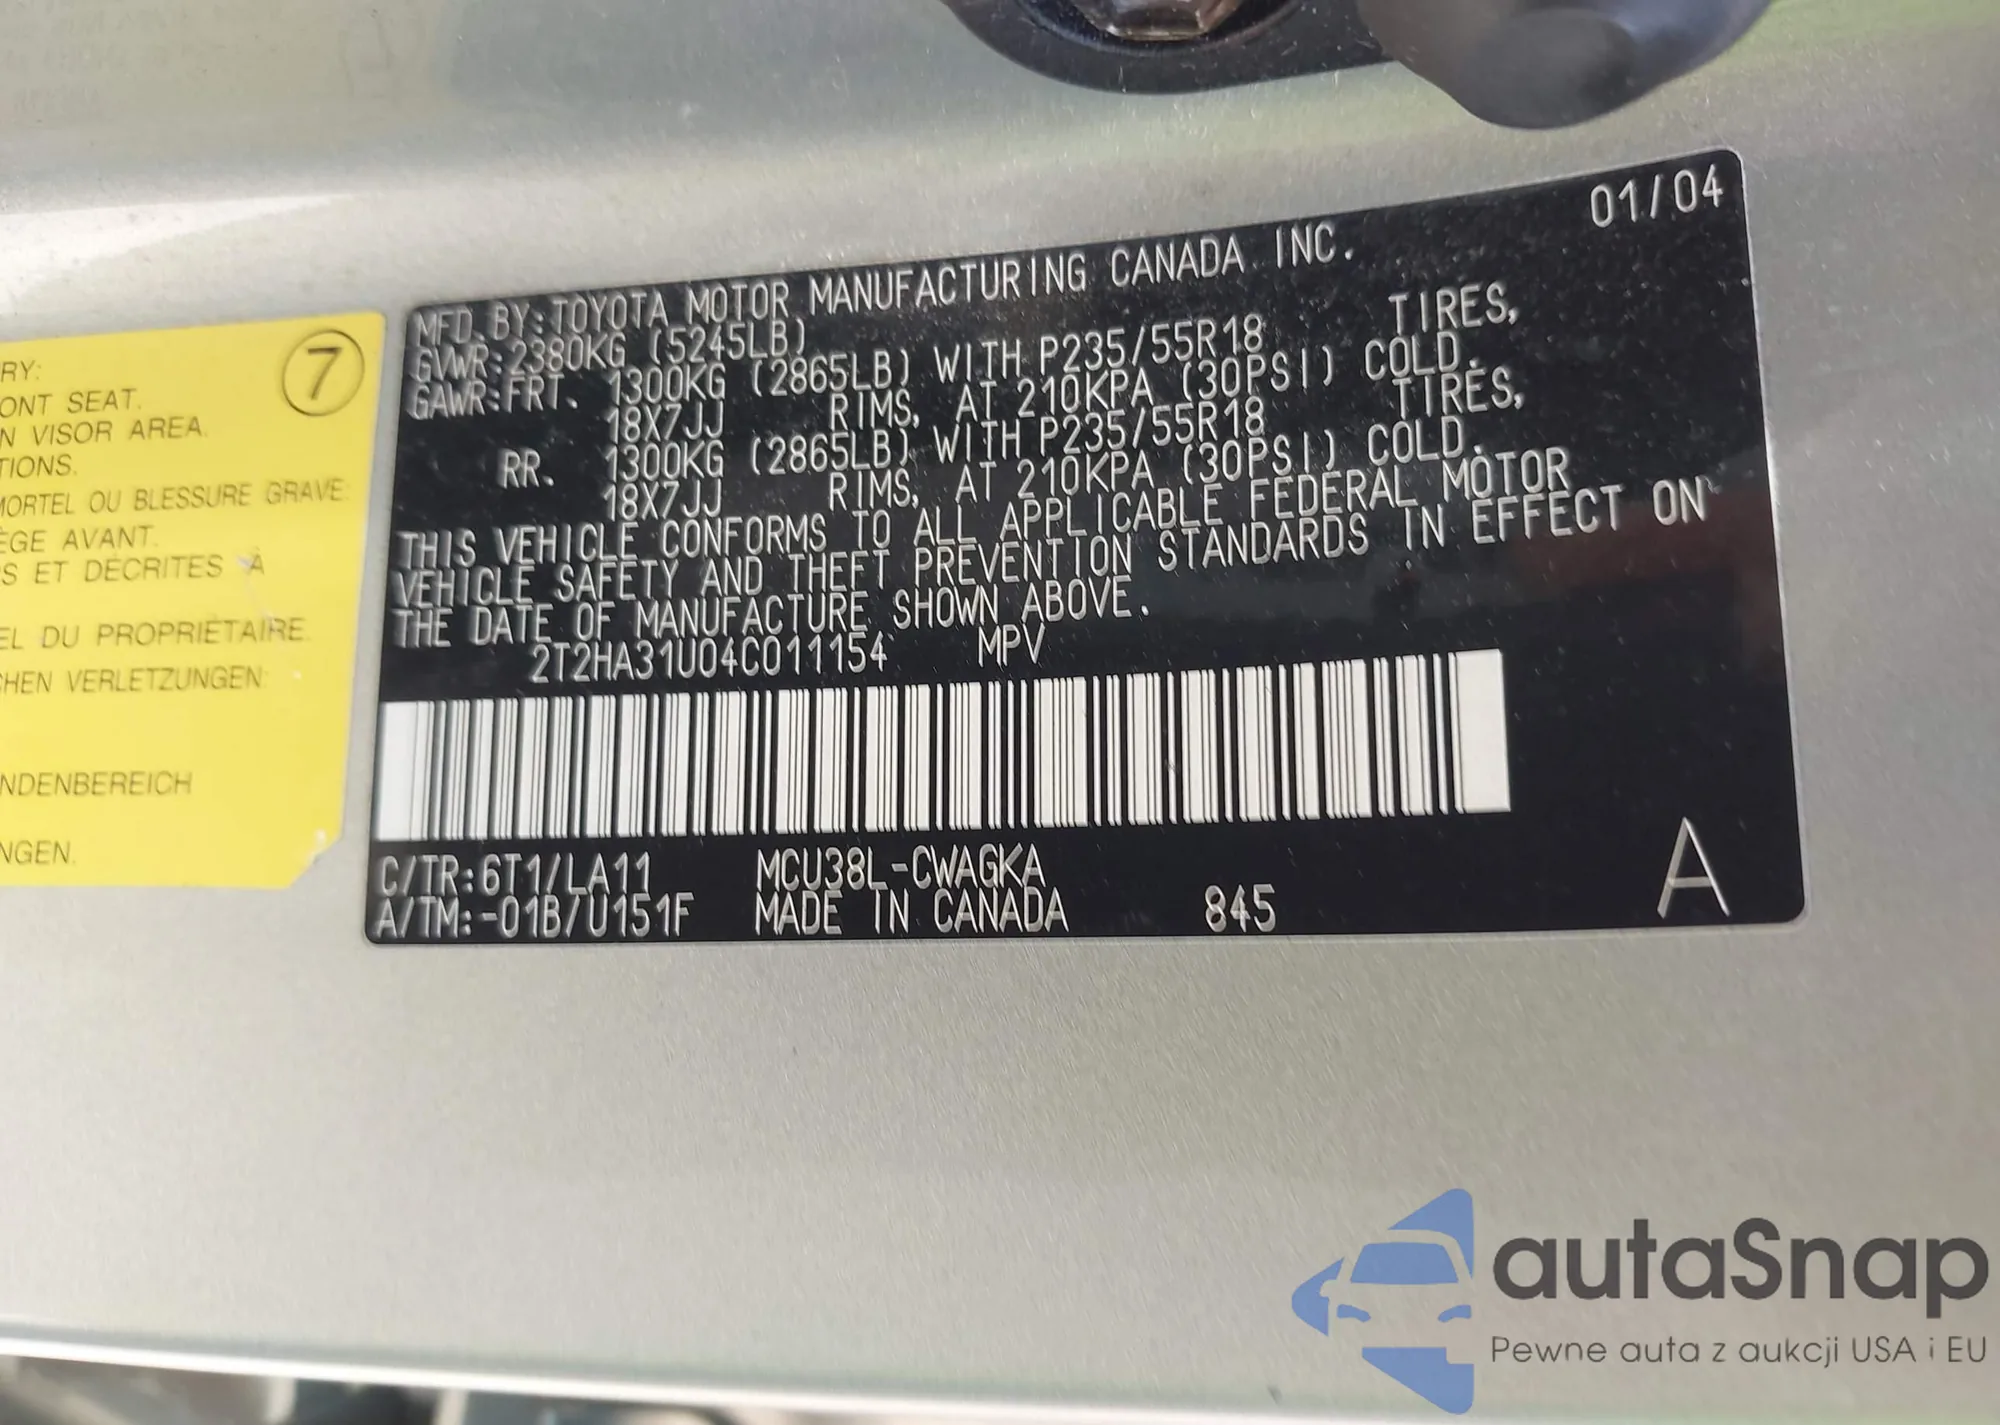 01/04
MFD. BY: TOYOTA MOTOR MANUFACTURING CANADA INC.
GVWR: 2380KG (5245LB)
GAWR: FRT. 1300KG (2865LB) WITH P235/55R18 TIRES,
18X7JJ RIMS, AT 210KPA (30PSI) COLD.
RR. 1300KG (2865LB) WITH P235/55R18 TIRES,
18X7JJ RIMS, AT 210KPA (30PSI) COLD.
THIS VEHICLE CONFORMS TO ALL APPLICABLE FEDERAL MOTOR
VEHICLE SAFETY AND THEFT PREVENTION STANDARDS IN EFFECT ON
THE DATE OF MANUFACTURE SHOWN ABOVE.
2T2HA31U04C011154 MPV
C/TR:6T1/LA11 MCU38L-CWAGKA
A/TM:-01B/U151F MADE IN CANADA 845 A
7
RY:
ONT SEAT.
N VISOR AREA.
TIONS.
MORTEL OU BLESSURE GRAVE:
ÈGE AVANT.
S ET DÉCRITES À
EL DU PROPRIÉTAIRE.
CHEN VERLETZUNGEN:
NDENBEREICH
NGEN.
autaSnap
Pewne auta z aukcji USA i EU